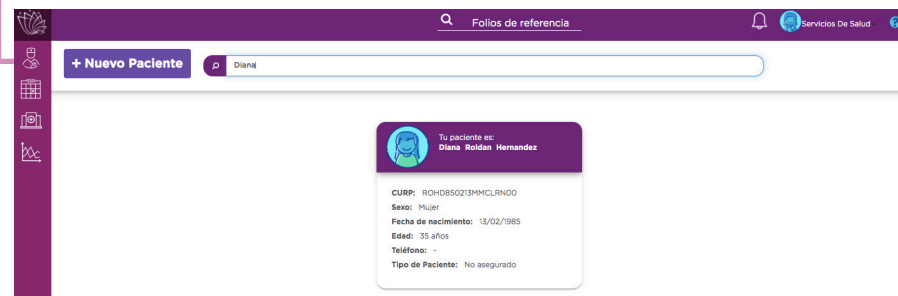 Folios de referencia
Servicios De Salud
+ Nuevo Paciente
Diana
Tu paciente es:
Diana Roldan Hernandez
CURP: ROHD850213MMCLRN00
Sexo: Mujer
Fecha de nacimiento: 13/02/1985
Edad: 35 años
Teléfono: -
Tipo de Paciente: No asegurado